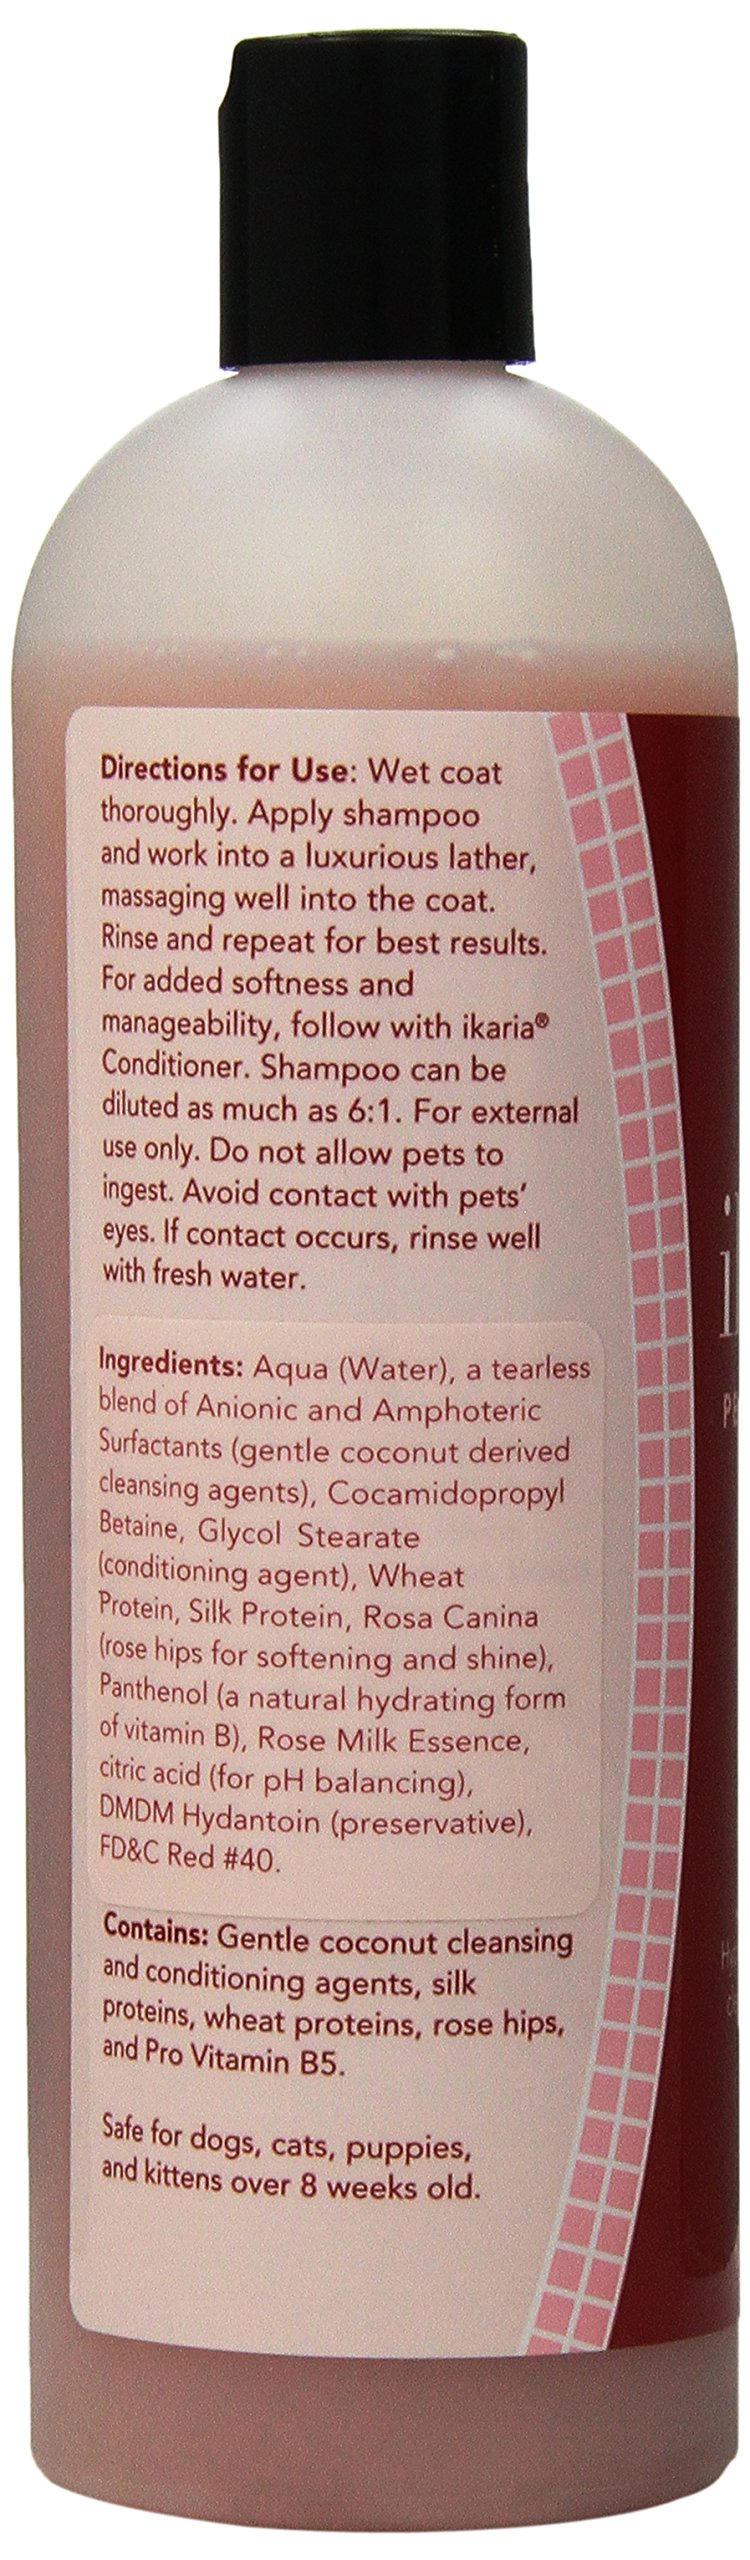 Directions for Use: Wet coat
thoroughly. Apply shampoo
and work into a luxurious lather,
massaging well into the coat.
Rinse and repeat for best results.
For added softness and
manageability, follow with ikaria®
Conditioner. Shampoo can be
diluted as much as 6:1. For external
use only. Do not allow pets to
ingest. Avoid contact with pets’
eyes. If contact occurs, rinse well
with fresh water.
Ingredients: Aqua (Water), a tearless
blend of Anionic and Amphoteric
Surfactants (gentle coconut derived
cleansing agents), Cocamidopropyl
Betaine, Glycol Stearate
(conditioning agent), Wheat
Protein, Silk Protein, Rosa Canina
(rose hips for softening and shine),
Panthenol (a natural hydrating form
of vitamin B), Rose Milk Essence,
citric acid (for pH balancing),
DMDM Hydantoin (preservative),
FD&C Red #40.
Contains: Gentle coconut cleansing
and conditioning agents, silk
proteins, wheat proteins, rose hips,
and Pro Vitamin B5.
Safe for dogs, cats, puppies,
and kittens over 8 weeks old.